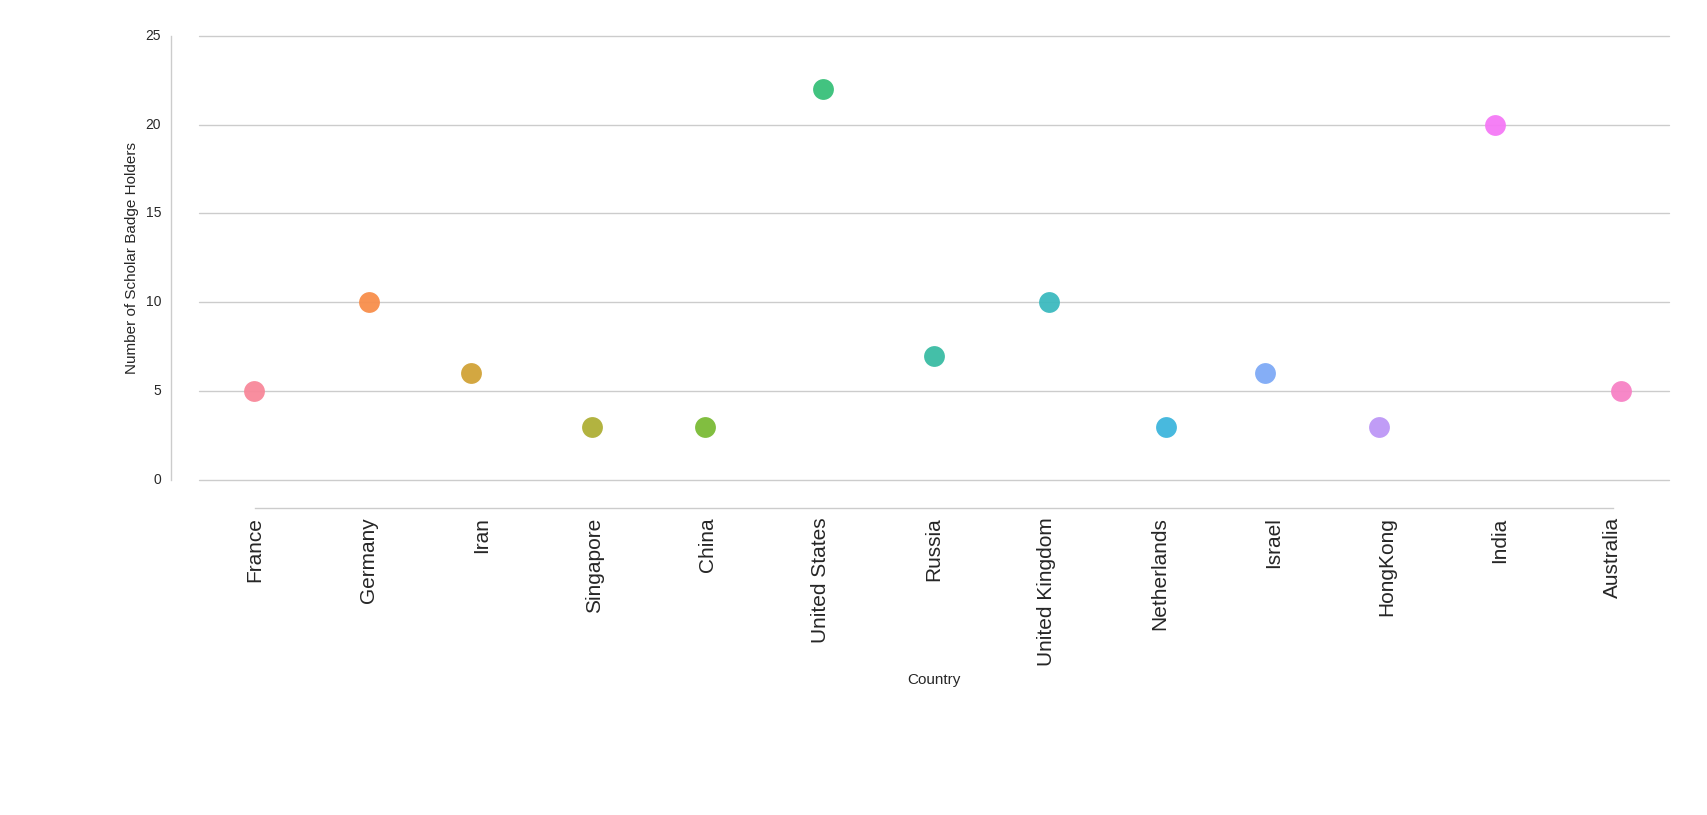 25
20
15
10
5
0
Number of Scholar Badge Holders
France
Germany
Iran
Singapore
China
United States
Russia
United Kingdom
Netherlands
Israel
HongKong
India
Australia
Country